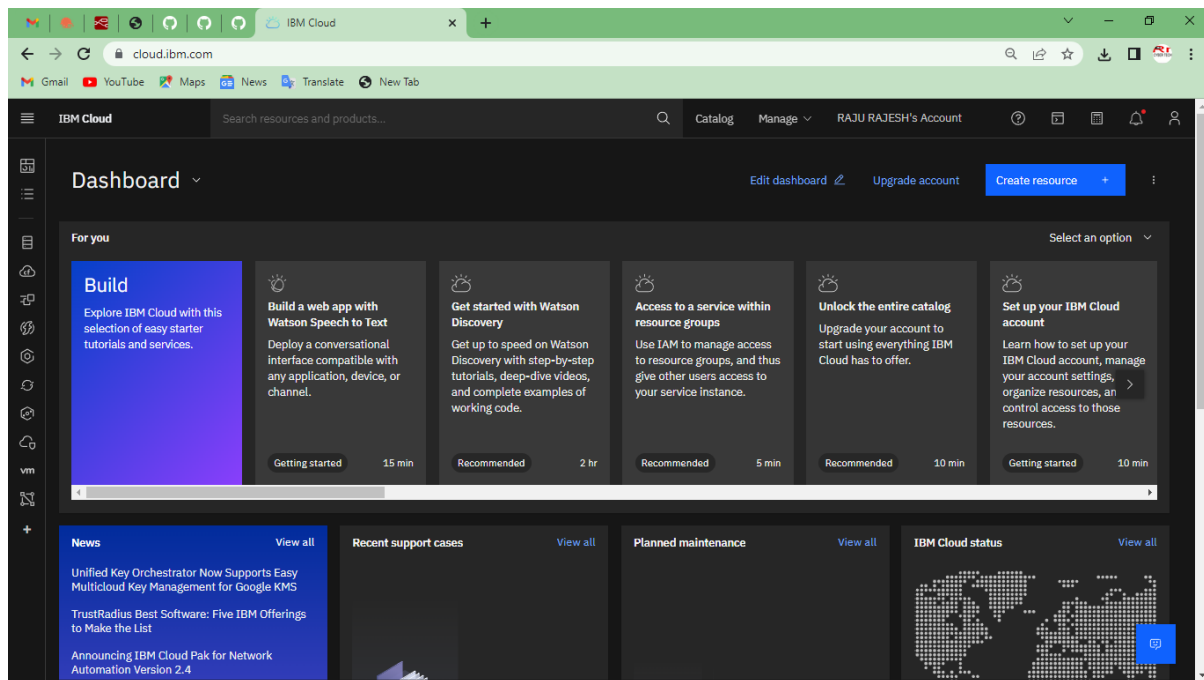 IBM Cloud
cloud.ibm.com
Gmail YouTube Maps News Translate New Tab
IBM Cloud Search resources and products... Catalog Manage RAJU RAJESH's Account
Dashboard Edit dashboard Upgrade account Create resource +
For you Select an option
Build
Explore IBM Cloud with this
selection of easy starter
tutorials and services.
Build a web app with
Watson Speech to Text
Deploy a conversational
interface compatible with
any application, device, or
channel.
Getting started 15 min
Get started with Watson
Discovery
Get up to speed on Watson
Discovery with step-by-step
tutorials, deep-dive videos,
and complete examples of
working code.
Recommended 2 hr
Access to a service within
resource groups
Use IAM to manage access
to resource groups, and thus
give other users access to
your service instance.
Recommended 5 min
Unlock the entire catalog
Upgrade your account to
start using everything IBM
Cloud has to offer.
Recommended 10 min
Set up your IBM Cloud
account
Learn how to set up your
IBM Cloud account, manage
your account settings,
organize resources, an
control access to those
resources.
Getting started 10 min
vm
News View all
Unified Key Orchestrator Now Supports Easy
Multicloud Key Management for Google KMS
TrustRadius Best Software: Five IBM Offerings
to Make the List
Announcing IBM Cloud Pak for Network
Automation Version 2.4
Recent support cases View all
Planned maintenance View all
IBM Cloud status View all